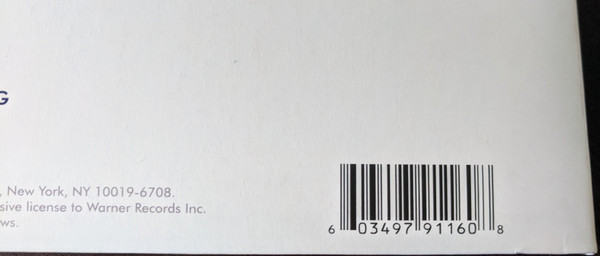 G
, New York, NY 10019-6708.
sive license to Warner Records Inc.
ws.
6 03497 91160 8